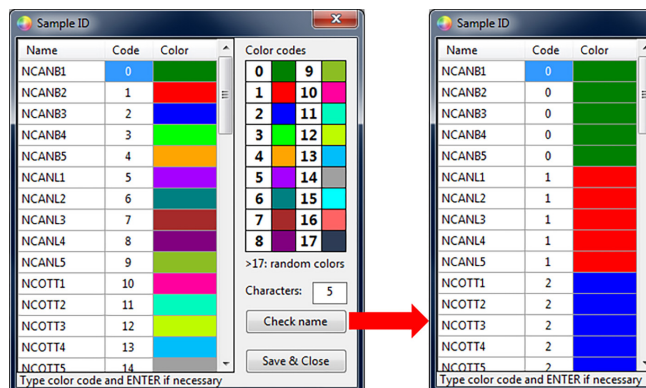 Sample ID
Name Code Color
NCANB1 0
NCANB2 1
NCANB3 2
NCANB4 3
NCANB5 4
NCANL1 5
NCANL2 6
NCANL3 7
NCANL4 8
NCANL5 9
NCOTT1 10
NCOTT2 11
NCOTT3 12
NCOTT4 13
NCOTT5 14
Type color code and ENTER if necessary
Color codes
0 9
1 10
2 11
3 12
4 13
5 14
6 15
7 16
8 17
>17: random colors
Characters: 5
Check name
Save & Close
Sample ID
Name Code Color
NCANB1 0
NCANB2 0
NCANB3 0
NCANB4 0
NCANB5 0
NCANL1 1
NCANL2 1
NCANL3 1
NCANL4 1
NCANL5 1
NCOTT1 2
NCOTT2 2
NCOTT3 2
NCOTT4 2
NCOTT5 2
Type color code and ENTER if necessary